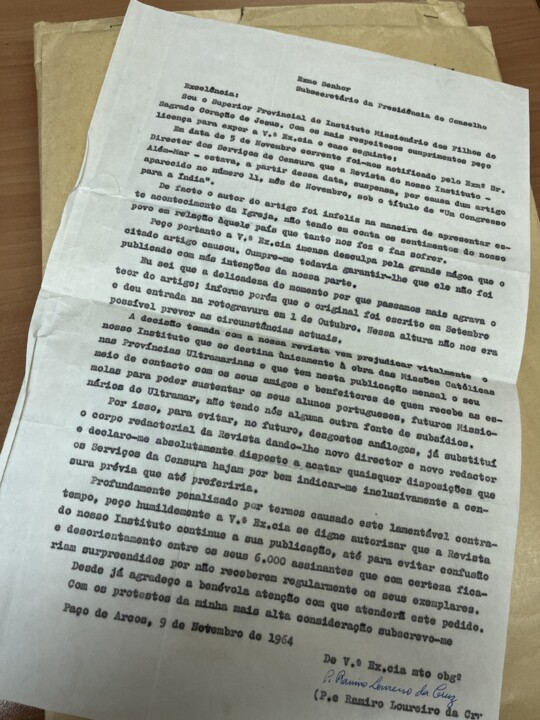 Exmo Senhor
Subsecretário da Presidência de Conselho
Excelência:
Sou o Superior Provincial do Instituto Missionário dos Filhos do
Sagrado Coração de Jesus. Com os mais respeitosos cumprimentos peço
licença para expor a V.ª Ex.cia o caso seguinte:
Em data de 5 de Novembro corrente foi-nos notificado pelo Exmº Sr.
Director dos Serviços de Censura que a Revista do nosso Instituto -
Além-Mar - estava, a partir dessa data, suspensa, por causa dum artigo
aparecido no número 11, mês de Novembro, sob o título de "Um Congresso
para a Índia".
De facto o autor do artigo foi infelis na maneira de apresentar es-
te acontecimento da Igreja, não tendo em conta os sentimentos do nosso
povo em relação àquele país que tanto nos fez e faz sofrer.
Peço portanto a V.ª Ex.cia imensa desculpa pela grande mágoa que o
citado artigo causou. Cumpre-me todavia garantir-lhe que ele não foi
publicado com más intenções da nossa parte.
Eu sei que a delicadesa do momento por que passamos mais agrava o
teor do artigo; informo porém que o original foi escrito em Setembro
e deu entrada na rotogravura em 1 de Outubro. Nessa altura não nos era
possível prever as circunstâncias actuais.
A decisão tomada com a nossa revista vem prejudicar vitalmente o
nosso Instituto que se destina ùnicamente à obra das Missões Católicas
nas Províncias Ultramarinas e que tem nesta publicação mensal o seu
meio de contacto com os seus amigos e benfeitores de quem recebe as es-
molas para poder sustentar os seus alunos portugueses, futuros Missio-
nários do Ultramar, não tendo nós alguma outra fonte de subsídios.
Por isso, para evitar, no futuro, desgostos análogos, já substituí
o corpo redactorial da Revista dando-lhe novo director e novo redactor
e declaro-me absolutamente disposto a acatar quaisquer disposições que
os Serviços da Censura hajam por bem indicar-me inclusivamente a cen-
sura prévia que até preferiria.
Profundamente penalizado por termos causado este lamentável contra-
tempo, peço humildemente a V.ª Ex.cia se digne autorizar que a Revista
do nosso Instituto continue a sua publicação, até para evitar confusão
e desorientamento entre os seus 6.000 assinantes que com certeza fica-
riam surpreendidos por não receberem regularmente os seus exemplares.
Desde já agradeço a benévola atenção com que atenderá este pedido.
Com os protestos da minha mais alta consideração subscrevo-me
Paço de Arcos, 9 de Novembro de 1964
De V.ª Ex.cia mto obgº
P. Ramiro Loureiro da Cruz
(P.e Ramiro Loureiro da Cru